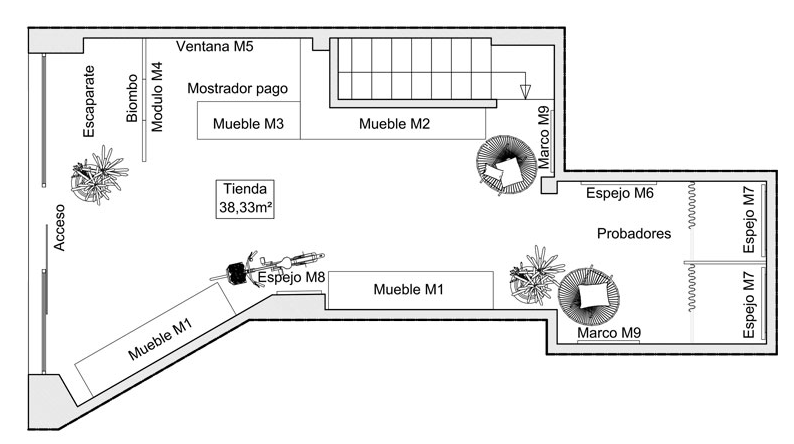 Ventana M5
Escaparate
Biombo
Modulo M4
Mostrador pago
Mueble M3
Mueble M2
Marco M9
Tienda
38,33m²
Espejo M6
Espejo M7
Acceso
Probadores
Espejo M8
Mueble M1
Espejo M7
Mueble M1
Marco M9